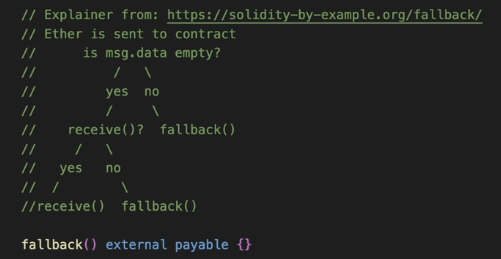 // Explainer from: https://solidity-by-example.org/fallback/
// Ether is sent to contract
//      is msg.data empty?
//          /   \
//         yes  no
//         /     \
//    receive()?  fallback()
//     /   \
//   yes   no
//  /        \
//receive()  fallback()

fallback() external payable {}